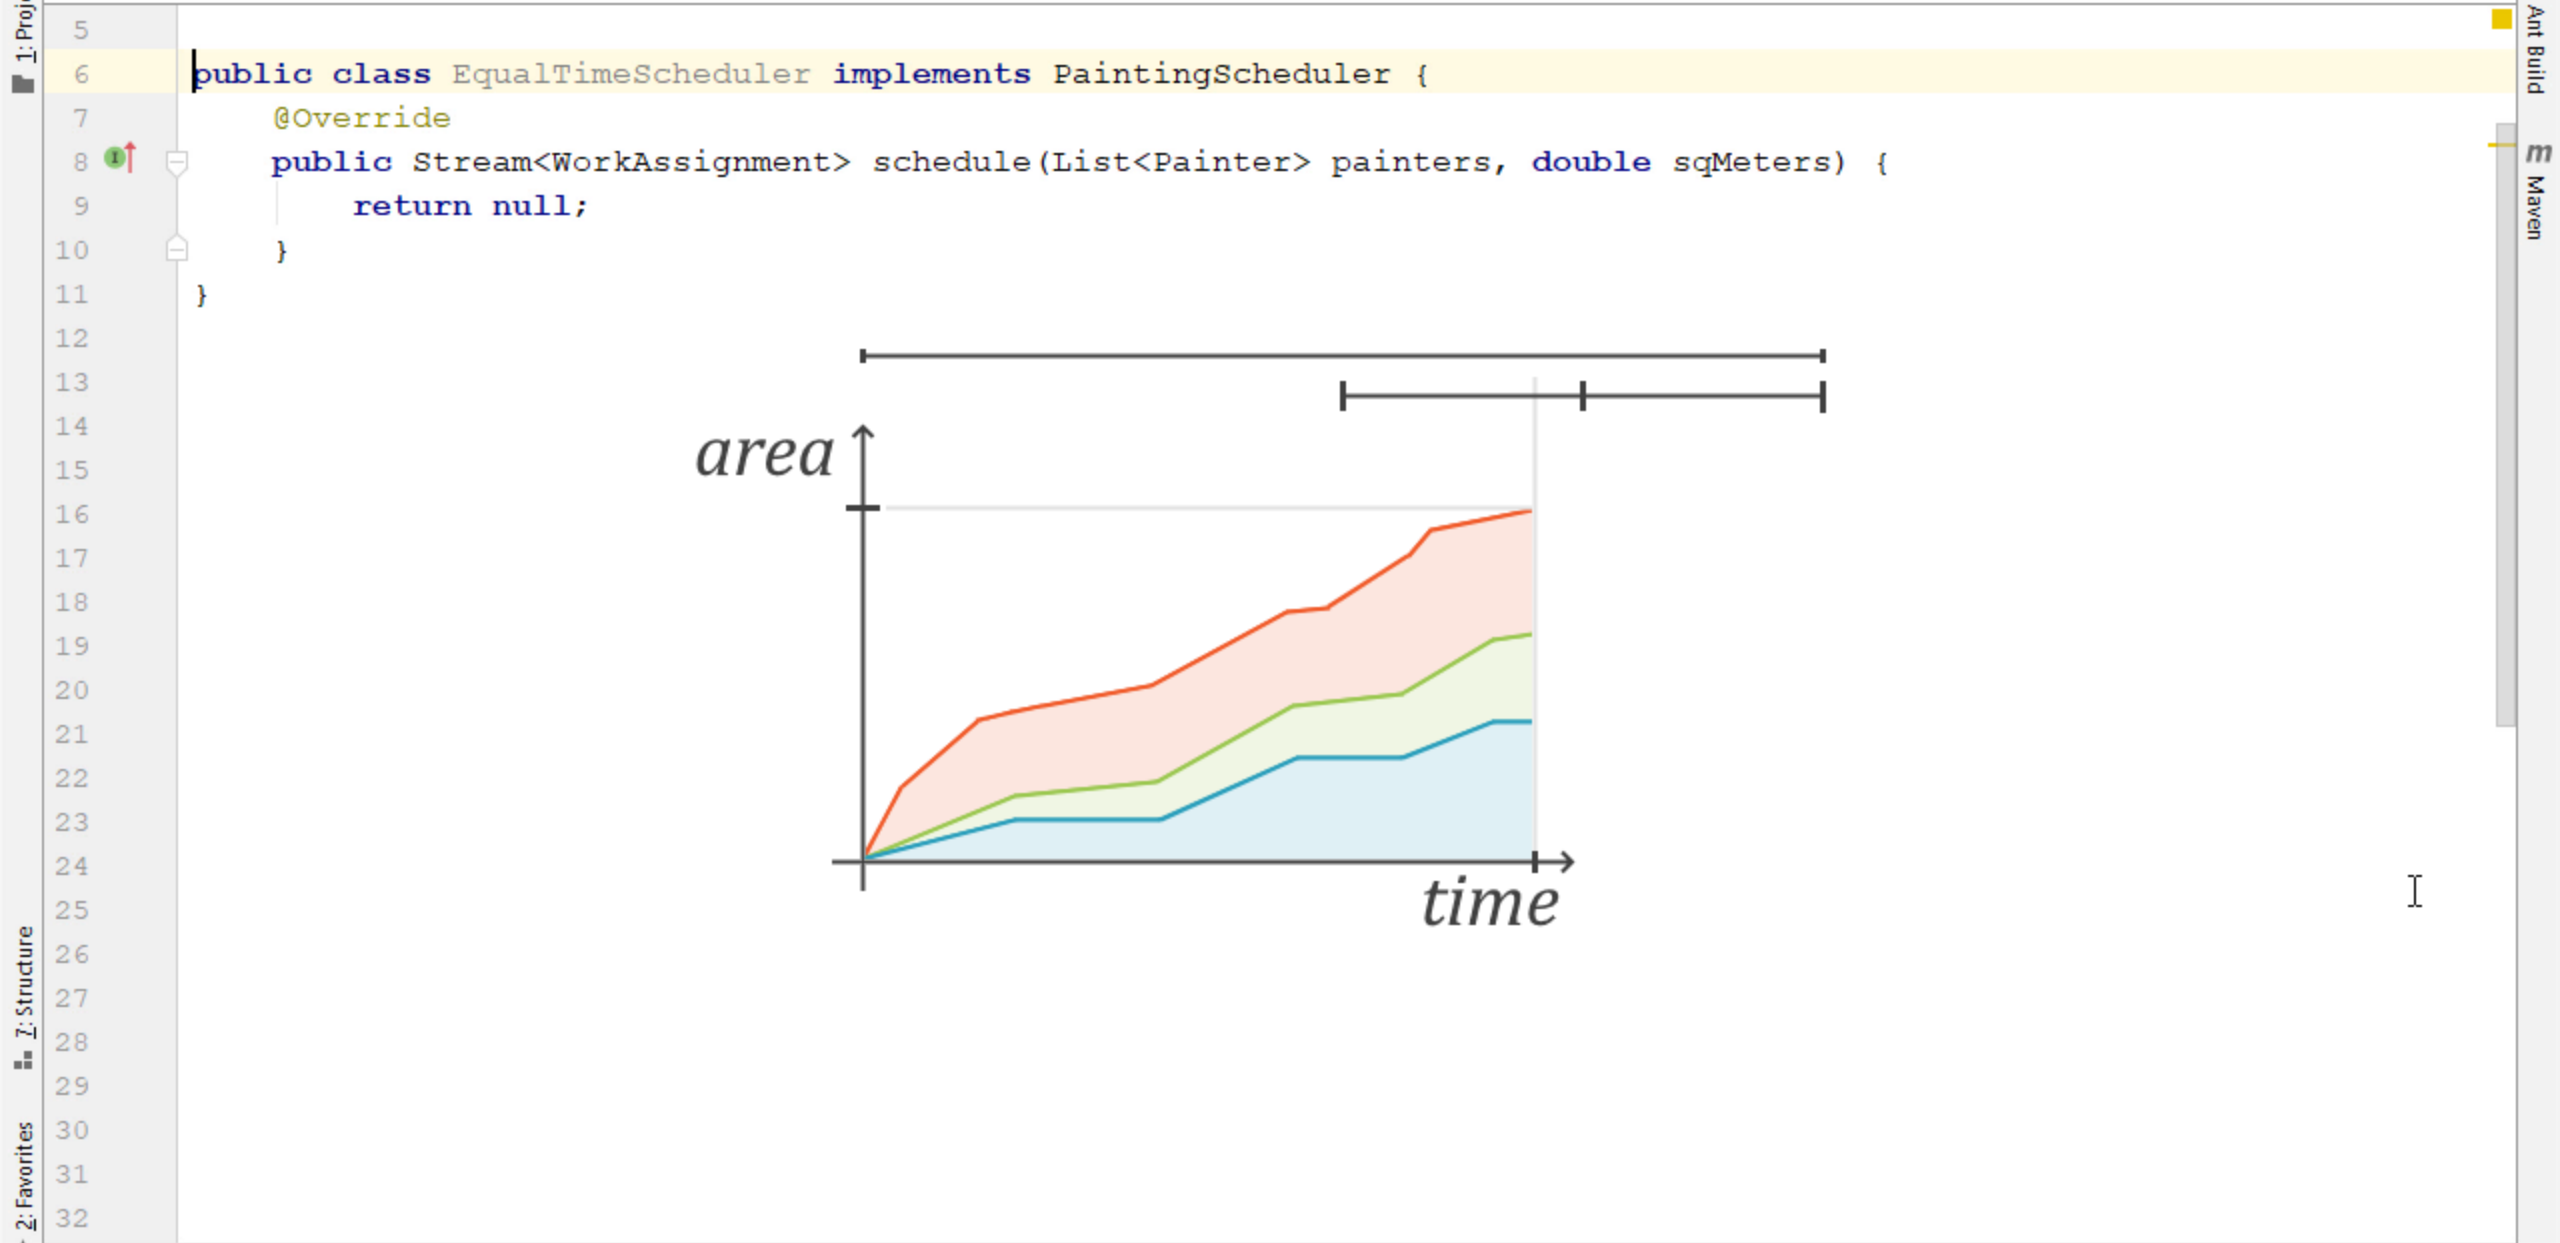 5
6 public class EqualTimeScheduler implements PaintingScheduler {
7 @Override
8 public Stream<WorkAssignment> schedule(List<Painter> painters, double sqMeters) {
9 return null;
10 }
11 }
12
13
14
15
16
17
18
19
20
21
22
23
24
25
26
27
28
29
30
31
32
area
time
1: Proj
7: Structure
2: Favorites
Ant Build
m Maven